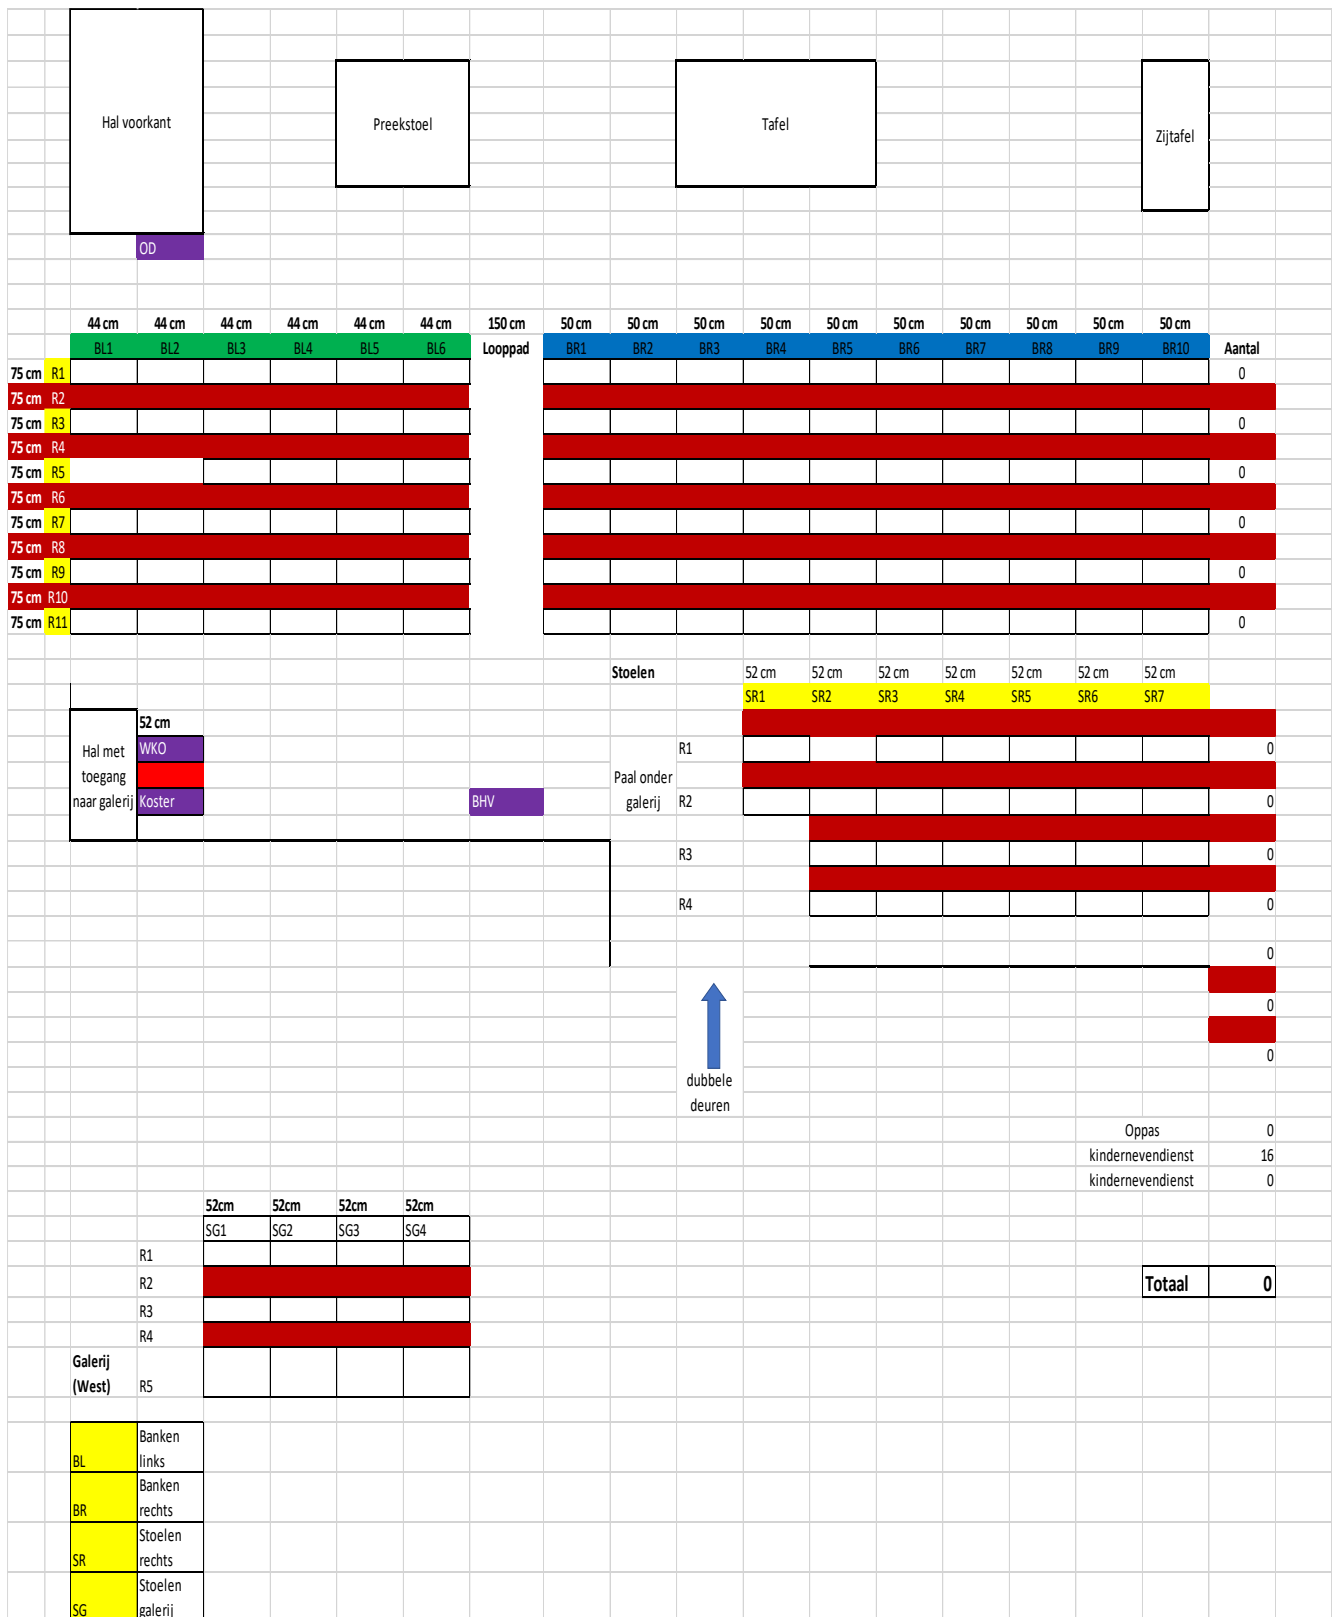 Hal voorkant
Preekstoel
Tafel
Zijtafel
OD
44 cm 44 cm 44 cm 44 cm 44 cm 44 cm 150 cm 50 cm 50 cm 50 cm 50 cm 50 cm 50 cm 50 cm 50 cm 50 cm 50 cm
BL1 BL2 BL3 BL4 BL5 BL6 Looppad BR1 BR2 BR3 BR4 BR5 BR6 BR7 BR8 BR9 BR10 Aantal
75 cm R1 0
75 cm R2
75 cm R3 0
75 cm R4
75 cm R5 0
75 cm R6
75 cm R7 0
75 cm R8
75 cm R9 0
75 cm R10
75 cm R11 0
Stoelen 52 cm 52 cm 52 cm 52 cm 52 cm 52 cm 52 cm
SR1 SR2 SR3 SR4 SR5 SR6 SR7
52 cm
Hal met
toegang
naar galerij
WKO
Koster
BHV
Paal onder
galerij
R1 0
R2 0
R3 0
R4 0
0
0
0
dubbele
deuren
Oppas 0
kindernevendienst 16
kindernevendienst 0
52cm 52cm 52cm 52cm
SG1 SG2 SG3 SG4
R1
R2
Totaal 0
R3
R4
Galerij
(West) R5
Banken
BL links
Banken
BR rechts
Stoelen
SR rechts
Stoelen
SG galerij